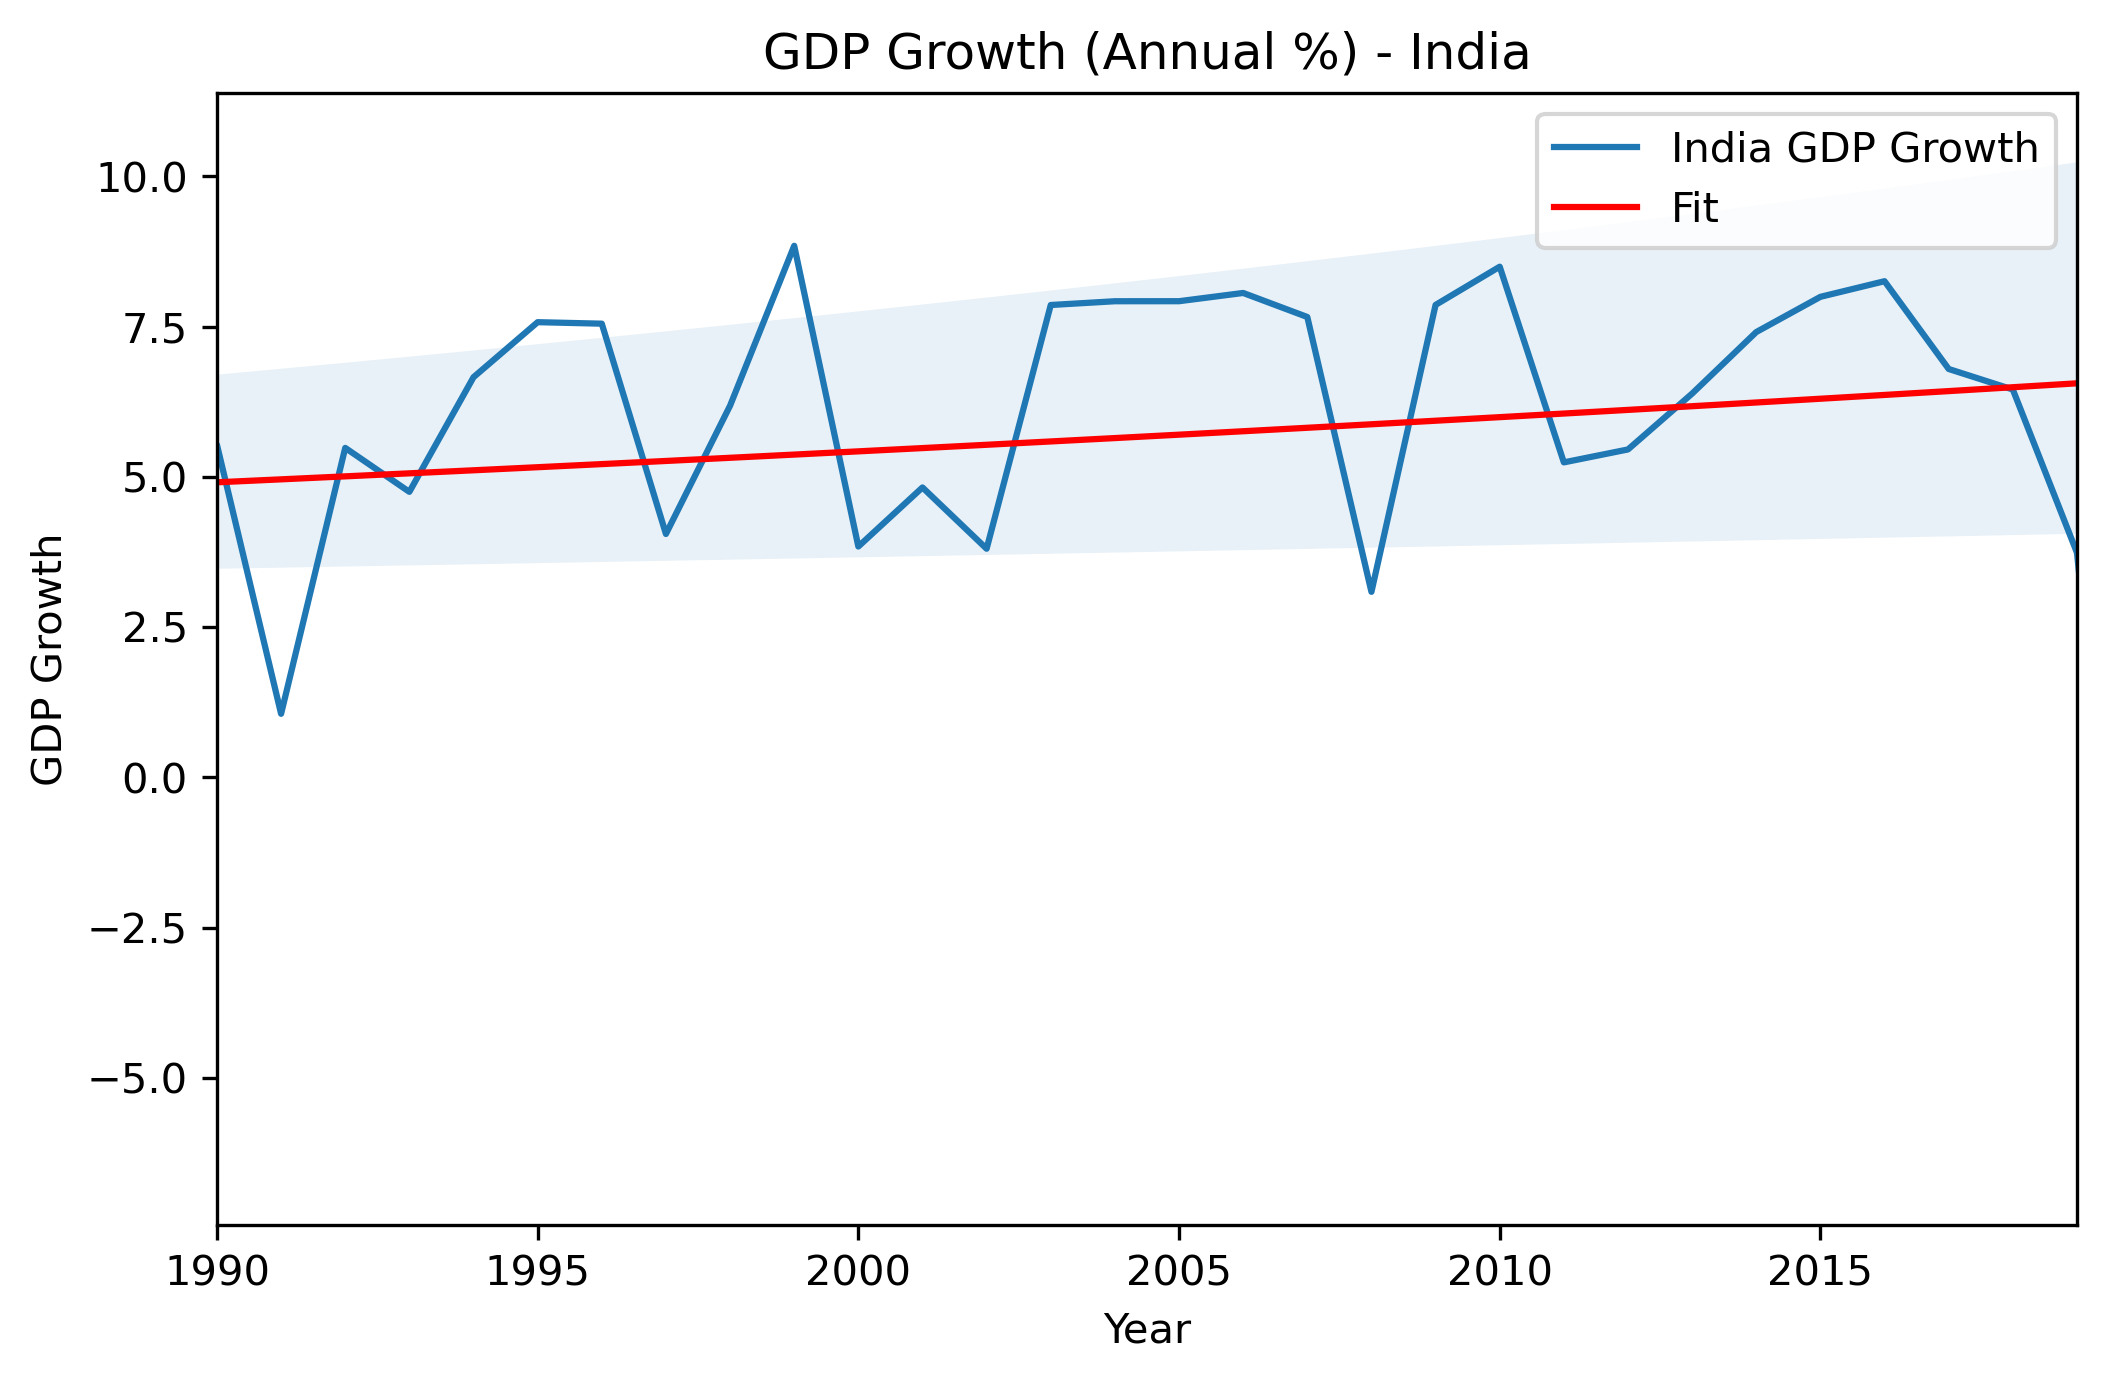 GDP Growth (Annual %) - India
India GDP Growth
Fit
10.0
7.5
5.0
2.5
0.0
−2.5
−5.0
GDP Growth
1990 1995 2000 2005 2010 2015
Year